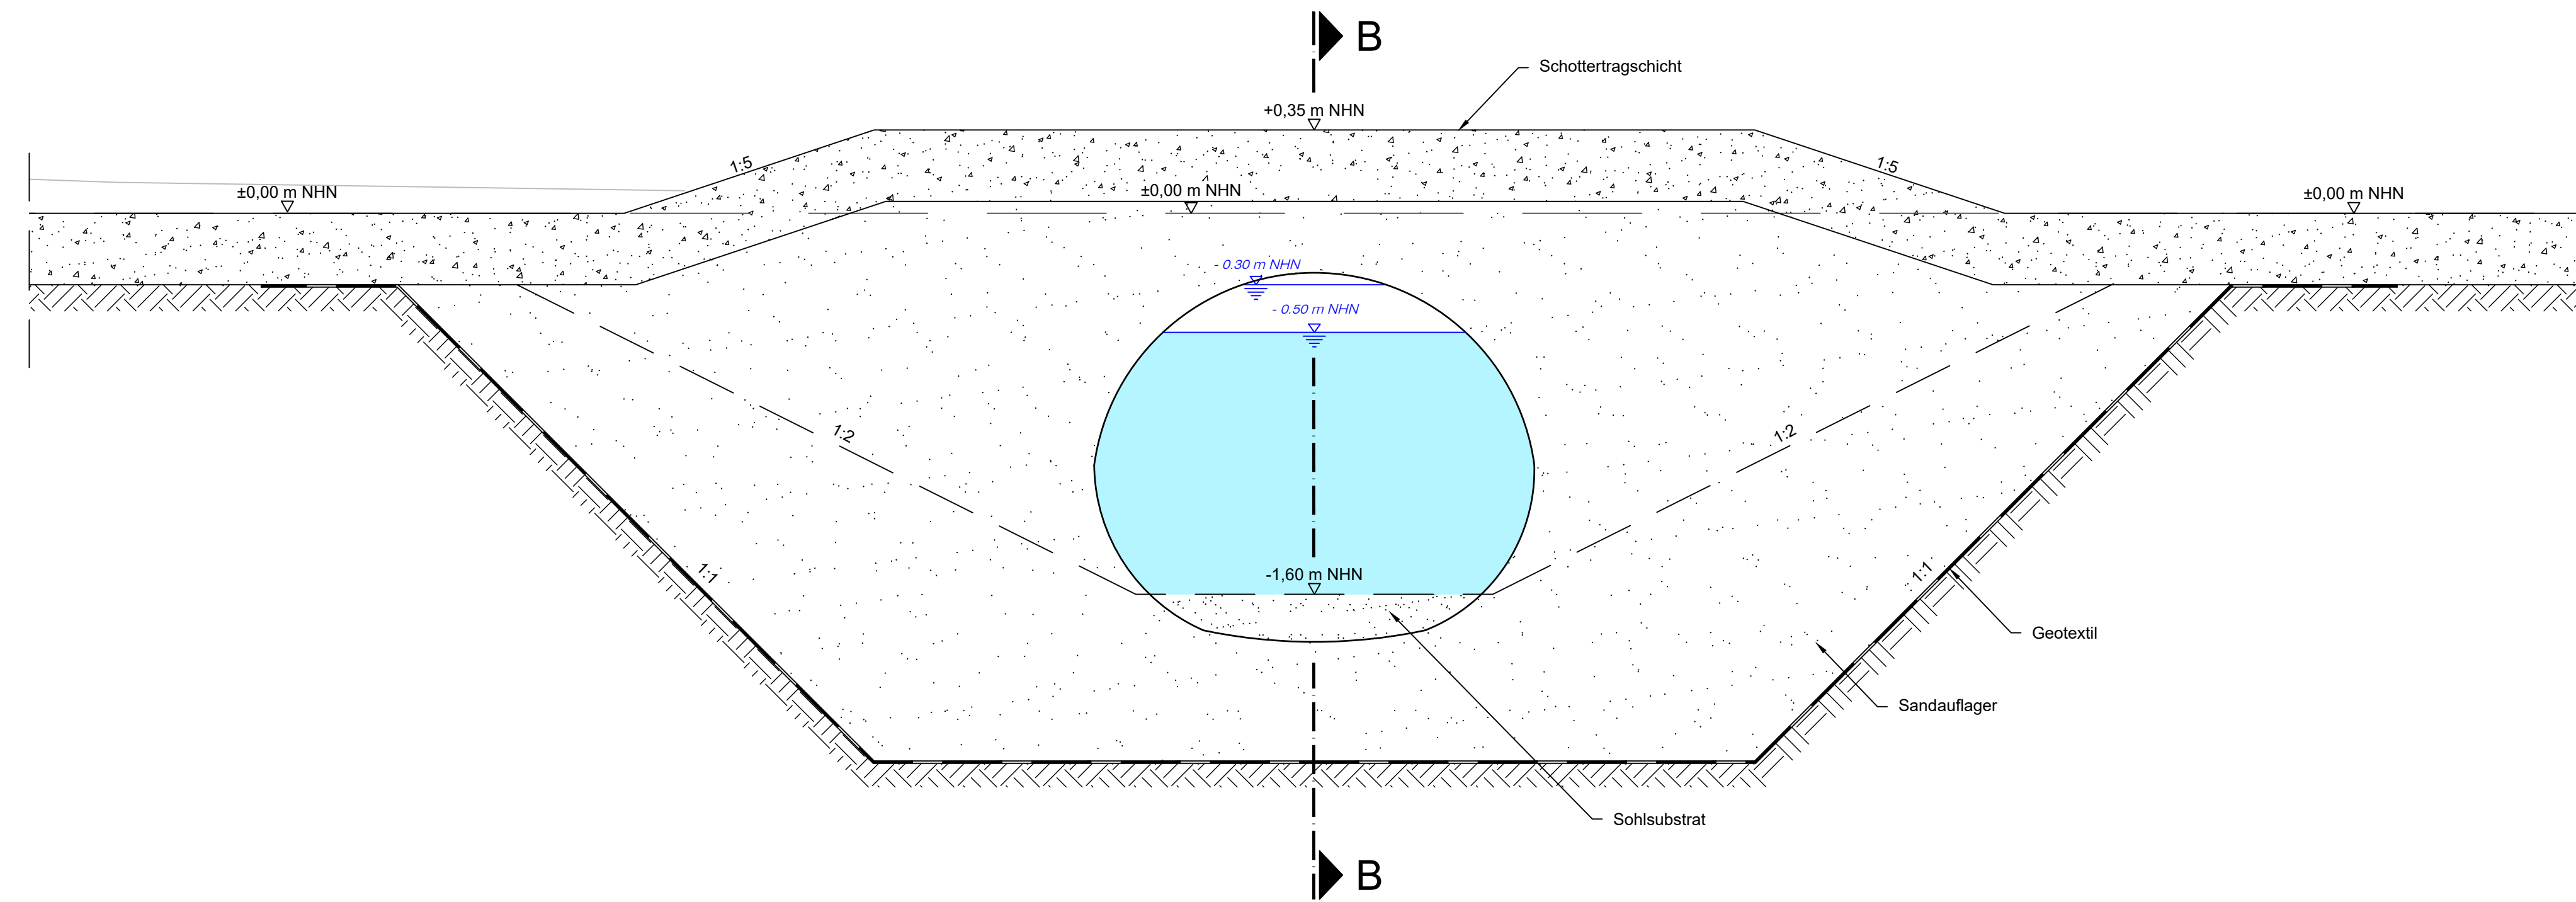 B
Schottertragschicht
+0,35 m NHN
1:5
1:5
±0,00 m NHN
±0,00 m NHN
±0,00 m NHN
- 0.30 m NHN
- 0.50 m NHN
1:2
1:2
-1,60 m NHN
1:1
1:1
Geotextil
Sandauflager
Sohlsubstrat
B